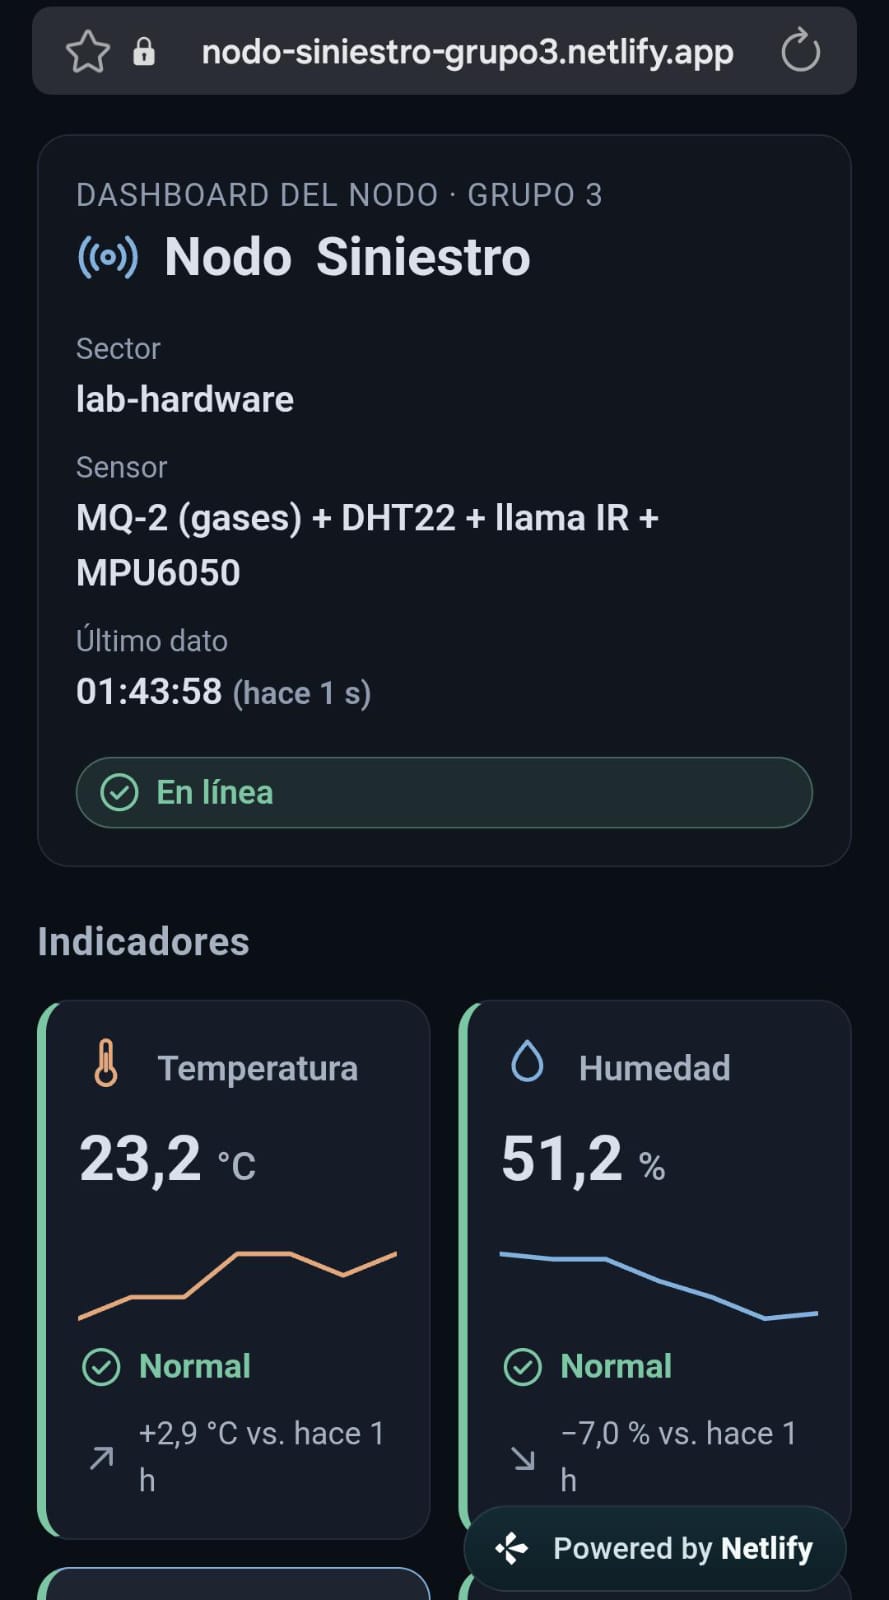 nodo-siniestro-grupo3.netlify.app
DASHBOARD DEL NODO · GRUPO 3
Nodo Siniestro
Sector
lab-hardware
Sensor
MQ-2 (gases) + DHT22 + llama IR +
MPU6050
Último dato
01:43:58 (hace 1 s)
En línea
Indicadores
Temperatura
23,2 °C
Normal
+2,9 °C vs. hace 1
h
Humedad
51,2 %
Normal
−7,0 % vs. hace 1
h
Powered by Netlify